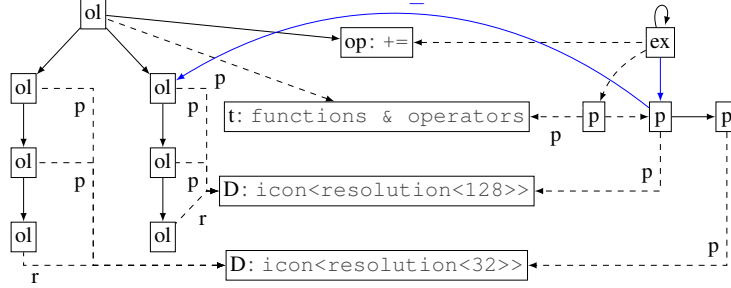 ol
op: +=
ex
p
ol
p
ol
p
t: functions & operators
p
p
p
p
ol
p
ol
p
D: icon<resolution<128>>
p
ol
ol
r
r
D: icon<resolution<32>>
p